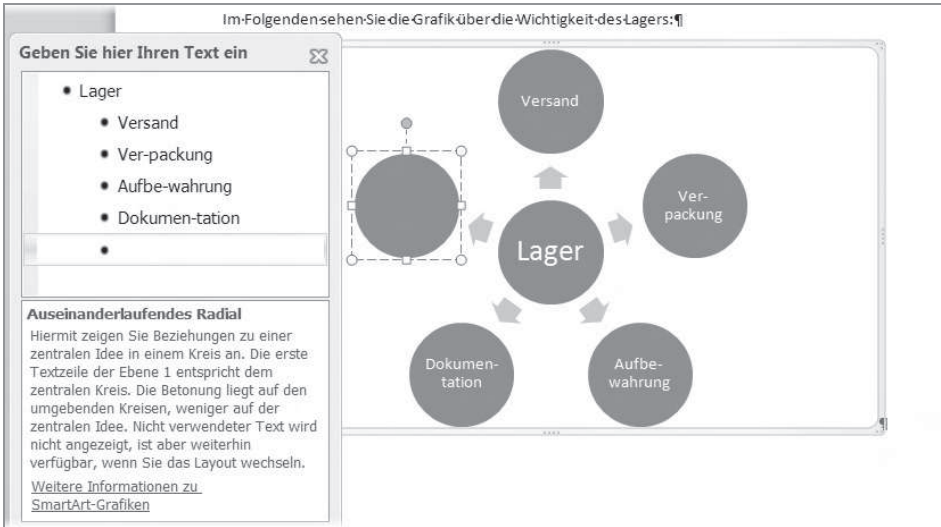 Im·Folgenden·sehen·Sie·die·Grafik·über·die·Wichtigkeit·des·Lagers:¶
Geben Sie hier Ihren Text ein
• Lager
• Versand
• Ver-packung
• Aufbe-wahrung
• Dokumen-tation
•
Auseinanderlaufendes Radial
Hiermit zeigen Sie Beziehungen zu einer
zentralen Idee in einem Kreis an. Die erste
Textzeile der Ebene 1 entspricht dem
zentralen Kreis. Die Betonung liegt auf den
umgebenden Kreisen, weniger auf der
zentralen Idee. Nicht verwendeter Text wird
nicht angezeigt, ist aber weiterhin
verfügbar, wenn Sie das Layout wechseln.
Weitere Informationen zu
SmartArt-Grafiken
Versand
Ver-
packung
Lager
Dokumen-
tation
Aufbe-
wahrung
¶